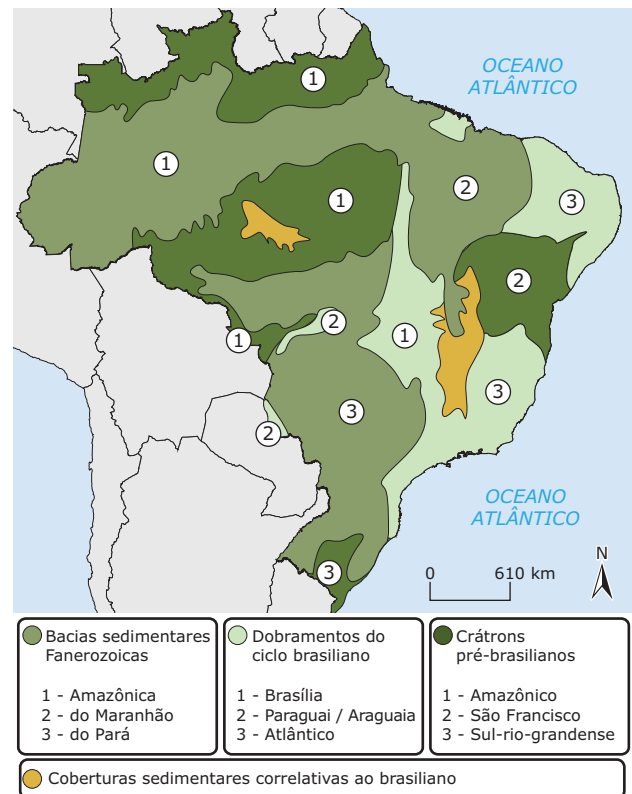 OCEANO
ATLÂNTICO
1
1
1
2
3
2
2
1
1
3
3
2
OCEANO
ATLÂNTICO
N
3
0 610 km
Bacias sedimentares
Fanerozoicas
1 - Amazônica
2 - do Maranhão
3 - do Pará
Dobramentos do
ciclo brasiliano
1 - Brasília
2 - Paraguai / Araguaia
3 - Atlântico
Crátrons
pré-brasilianos
1 - Amazônico
2 - São Francisco
3 - Sul-rio-grandense
Coberturas sedimentares correlativas ao brasiliano